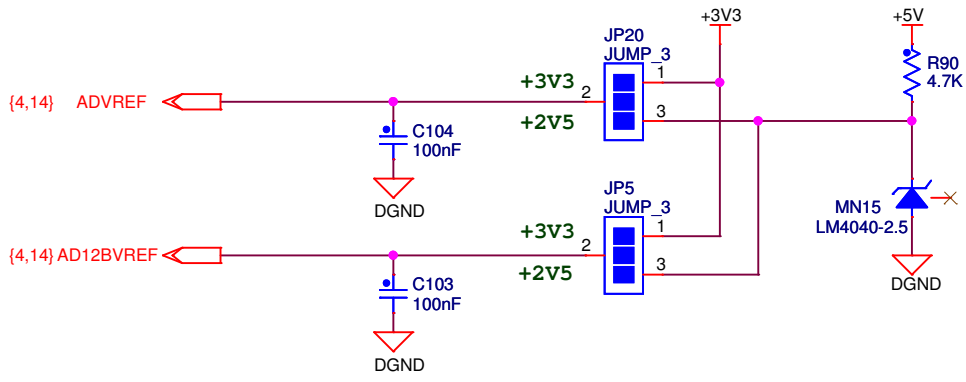 +3V3
+5V
JP20
JUMP_3
R90
4.7K
+3V3
1
{4,14} ADVREF
2
+2V5
3
C104
100nF
DGND
JP5
JUMP_3
MN15
LM4040-2.5
+3V3
1
{4,14} AD12BVREF
2
+2V5
3
DGND
C103
100nF
DGND